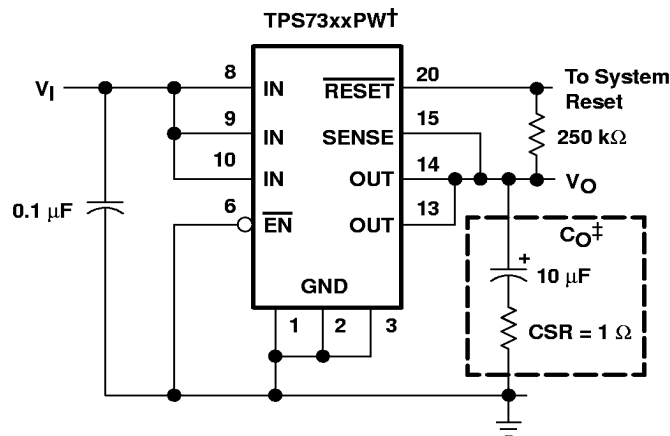 TPS73xxPW†
V_I
8
IN
RESET
20
To System
Reset
9
IN
SENSE
15
250 kΩ
10
IN
OUT
14
V_O
0.1 μF
6
EN
OUT
13
C_O‡
+
10 μF
GND
1
2
3
CSR = 1 Ω